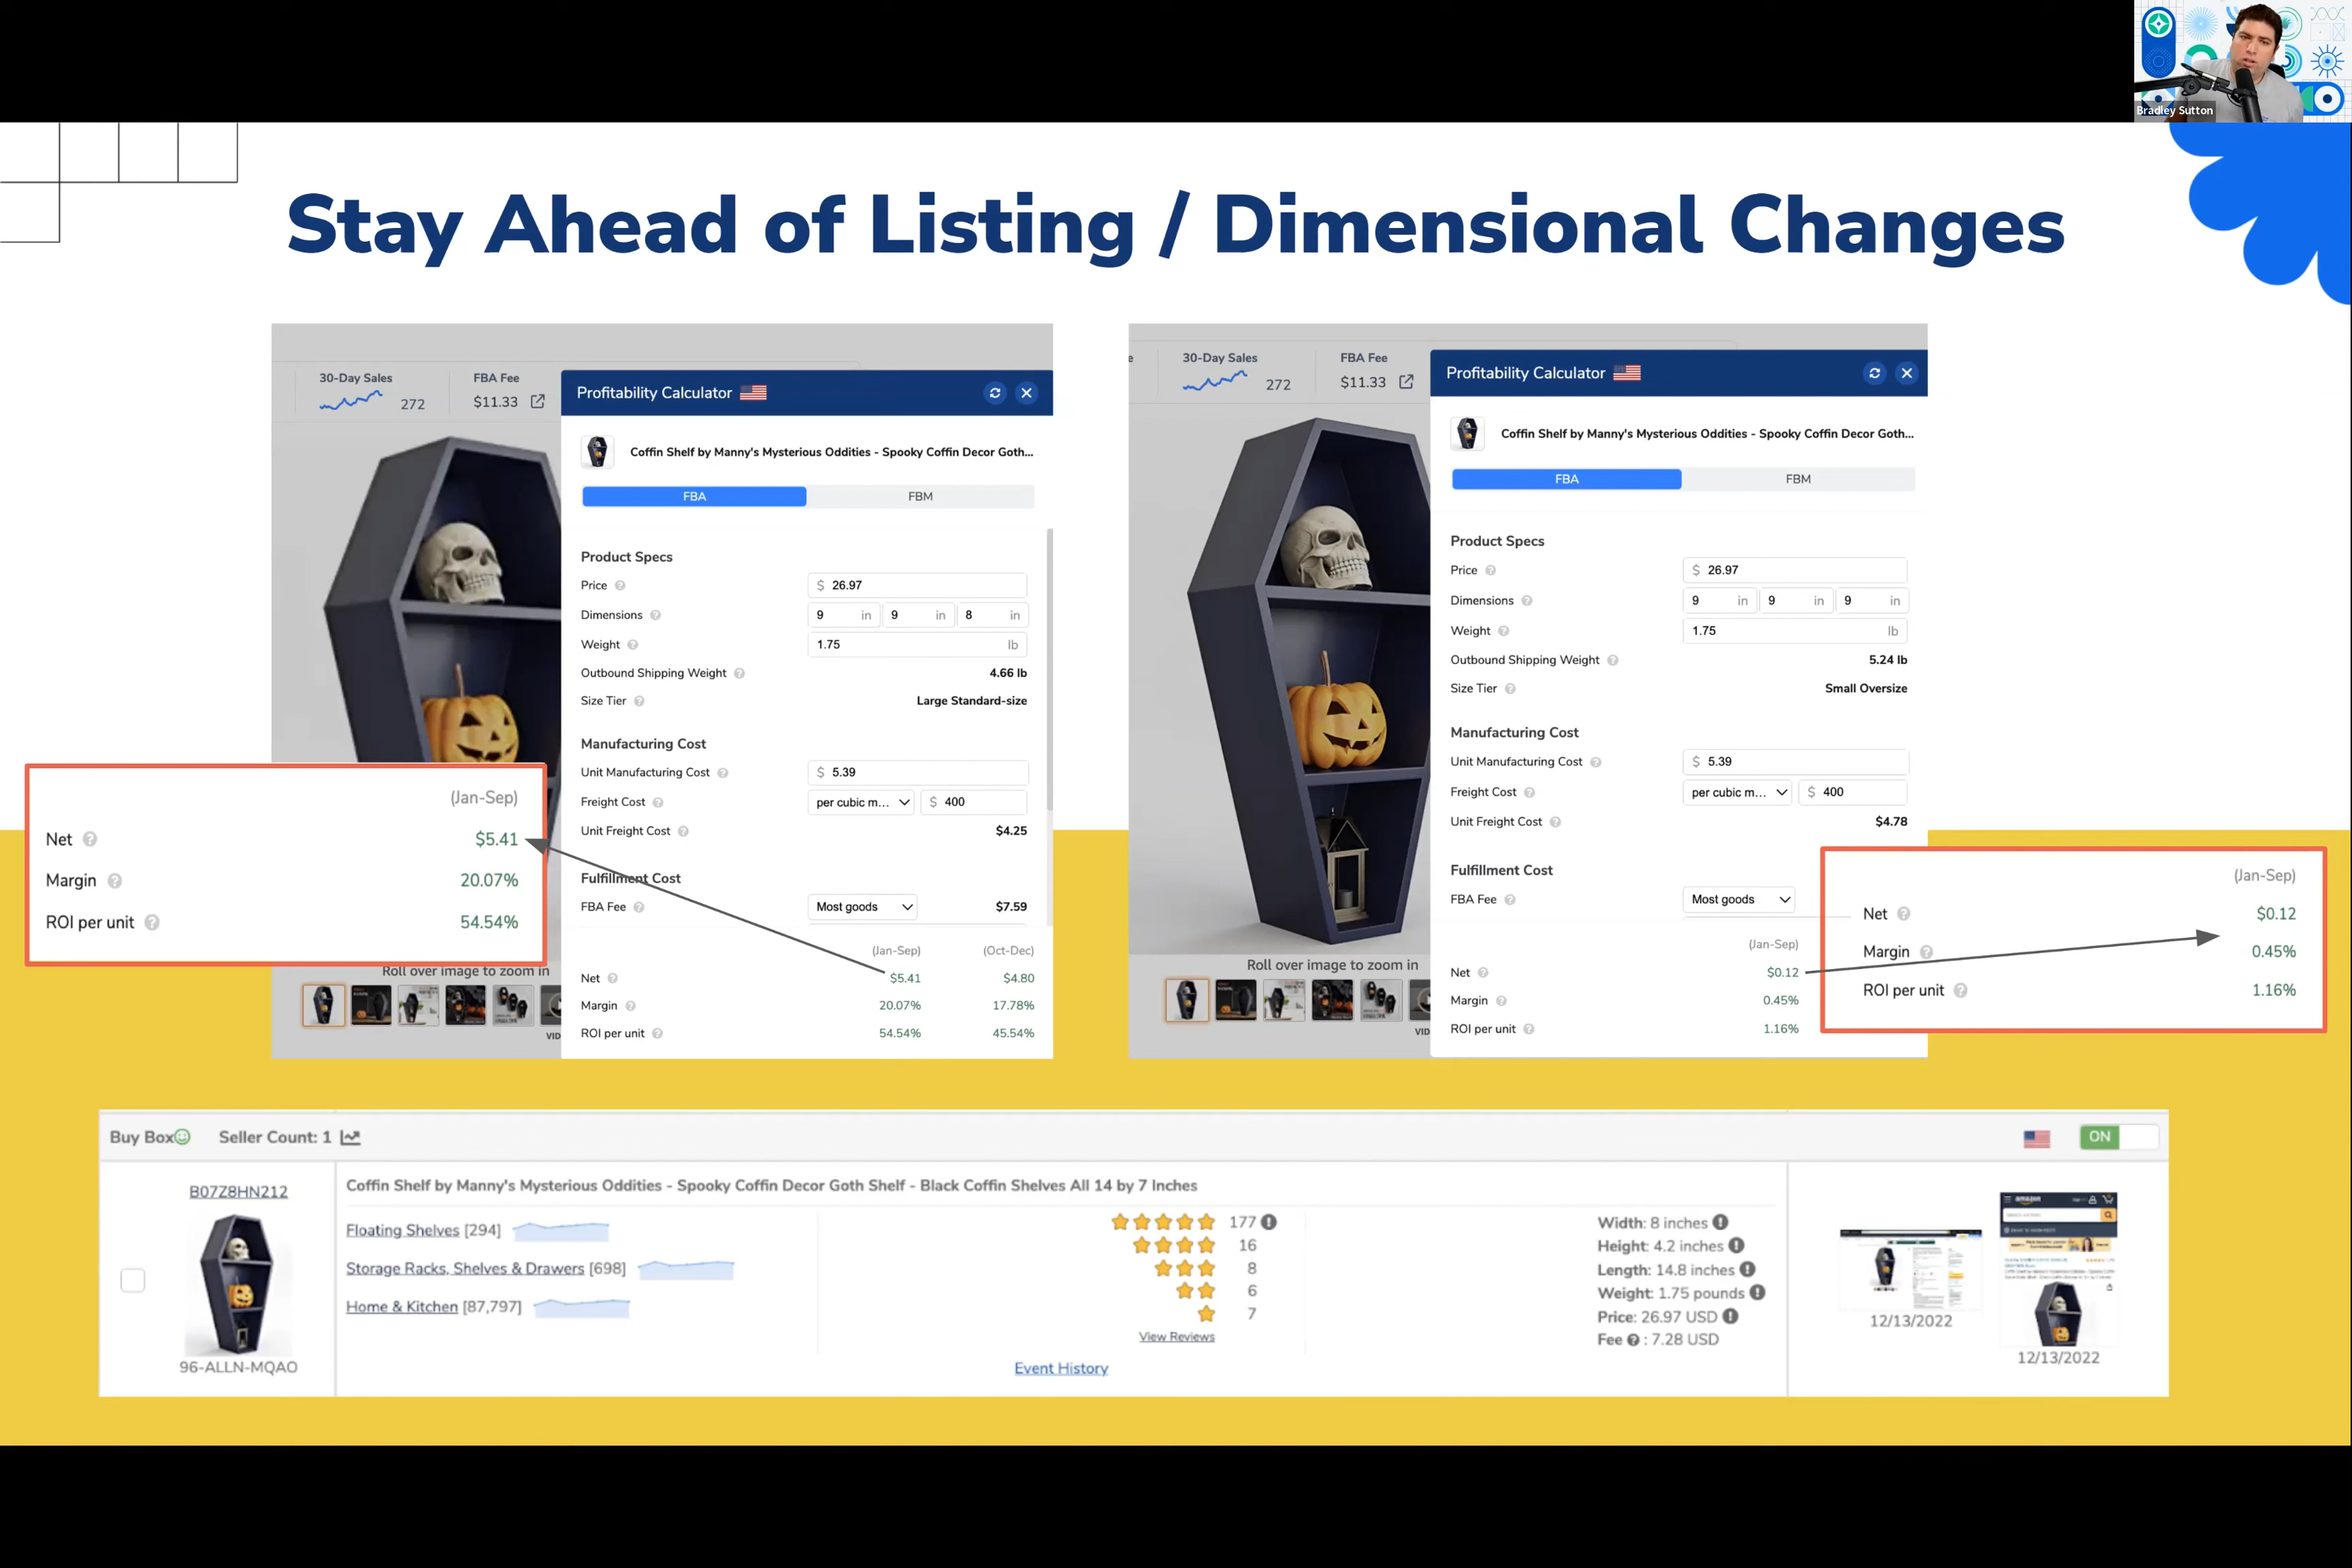 Bradley Sutton
Stay Ahead of Listing / Dimensional Changes
30-Day Sales
272
FBA Fee
$11.33
Profitability Calculator
Coffin Shelf by Manny's Mysterious Oddities - Spooky Coffin Decor Goth...
FBA
FBM
Product Specs
Price $ 26.97
Dimensions 9 in 9 in 8 in
Weight 1.75 lb
Outbound Shipping Weight 4.66 lb
Size Tier Large Standard-size
Manufacturing Cost
Unit Manufacturing Cost $ 5.39
Freight Cost per cubic m... $ 400
Unit Freight Cost $4.25
Fulfillment Cost
FBA Fee Most goods $7.59
(Jan-Sep) (Oct-Dec)
Net $5.41 $4.80
Margin 20.07% 17.78%
ROI per unit 54.54% 45.54%
(Jan-Sep)
Net $5.41
Margin 20.07%
ROI per unit 54.54%
Roll over image to zoom in
VID
e
30-Day Sales
272
FBA Fee
$11.33
Profitability Calculator
Coffin Shelf by Manny's Mysterious Oddities - Spooky Coffin Decor Goth...
FBA
FBM
Product Specs
Price $ 26.97
Dimensions 9 in 9 in 9 in
Weight 1.75 lb
Outbound Shipping Weight 5.24 lb
Size Tier Small Oversize
Manufacturing Cost
Unit Manufacturing Cost $ 5.39
Freight Cost per cubic m... $ 400
Unit Freight Cost $4.78
Fulfillment Cost
FBA Fee Most goods
(Jan-Sep)
Net $0.12
Margin 0.45%
ROI per unit 1.16%
Roll over image to zoom in
VID
(Jan-Sep)
Net $0.12
Margin 0.45%
ROI per unit 1.16%
Buy Box Seller Count: 1
ON
B07Z8HN212
96-ALLN-MQAO
Coffin Shelf by Manny's Mysterious Oddities - Spooky Coffin Decor Goth Shelf - Black Coffin Shelves All 14 by 7 Inches
Floating Shelves [294]
Storage Racks, Shelves & Drawers [698]
Home & Kitchen [87,797]
177
16
8
6
7
View Reviews
Event History
Width: 8 inches
Height: 4.2 inches
Length: 14.8 inches
Weight: 1.75 pounds
Price: 26.97 USD
Fee : 7.28 USD
12/13/2022
amazon
12/13/2022